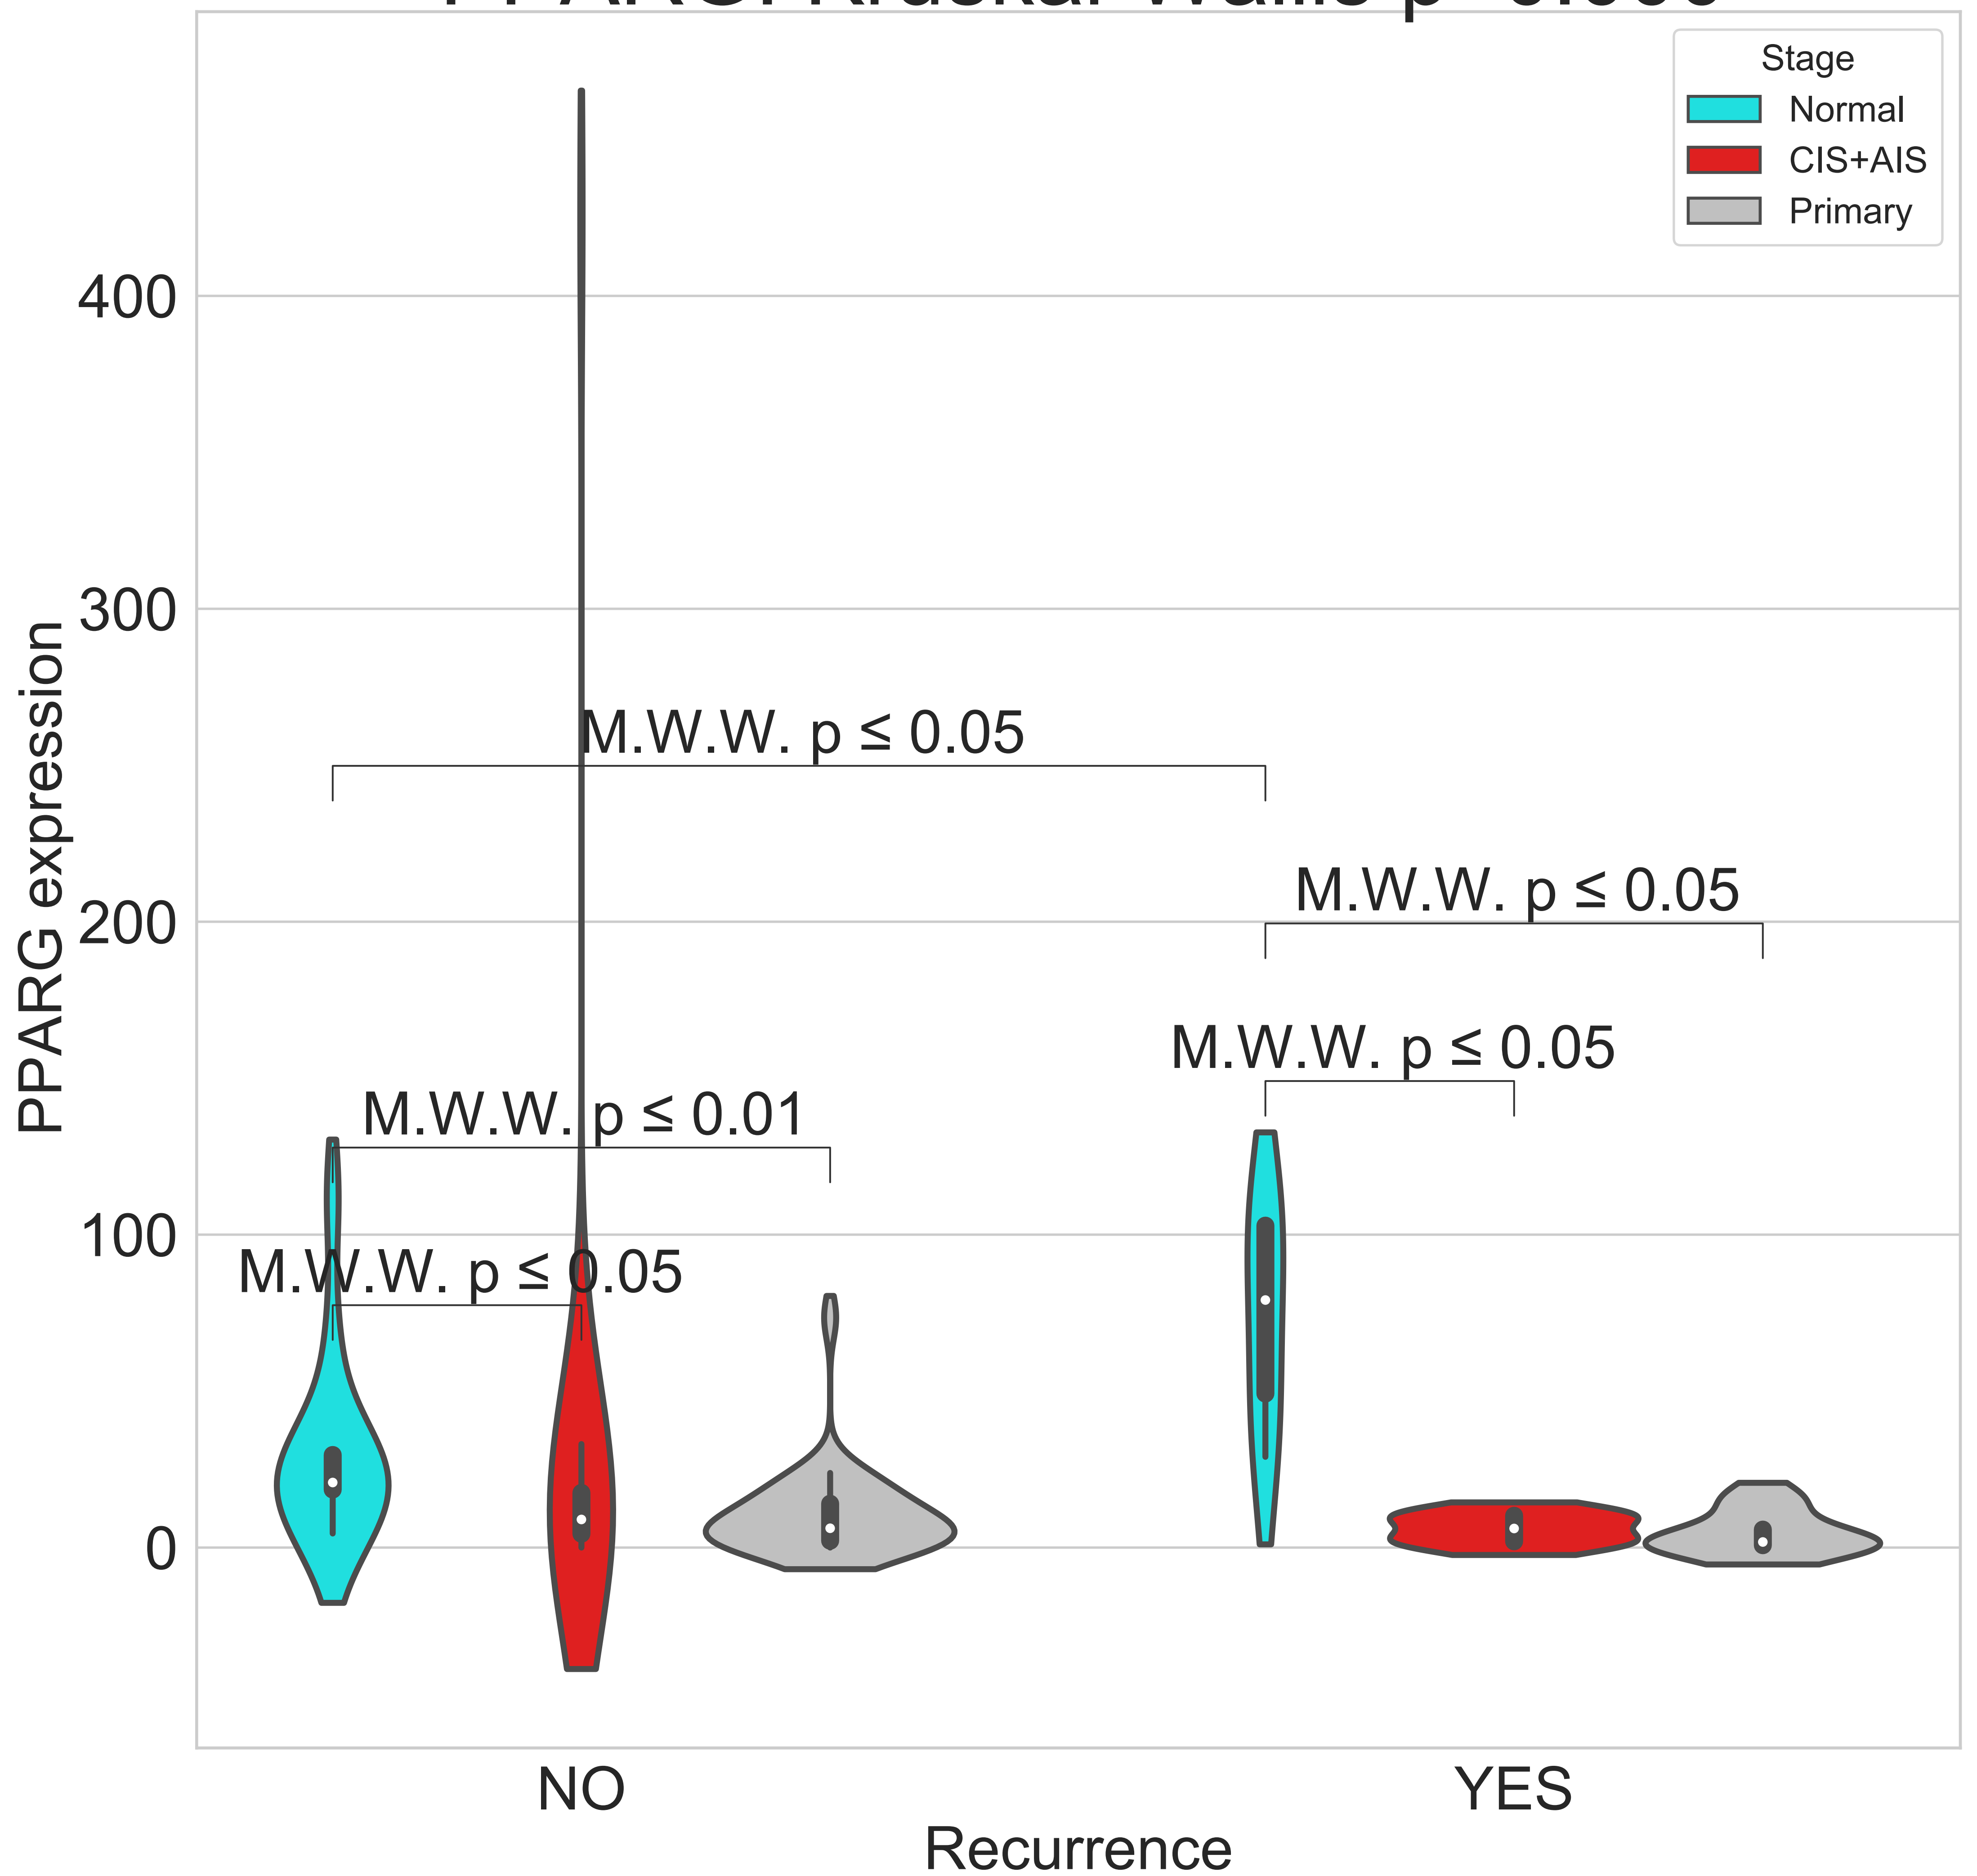 Stage
Normal
CIS+AIS
Primary
400
300
200
100
0
PPARG expression
M.W.W. p ≤ 0.05
M.W.W. p ≤ 0.05
M.W.W. p ≤ 0.05
M.W.W. p ≤ 0.01
M.W.W. p ≤ 0.05
NO
YES
Recurrence